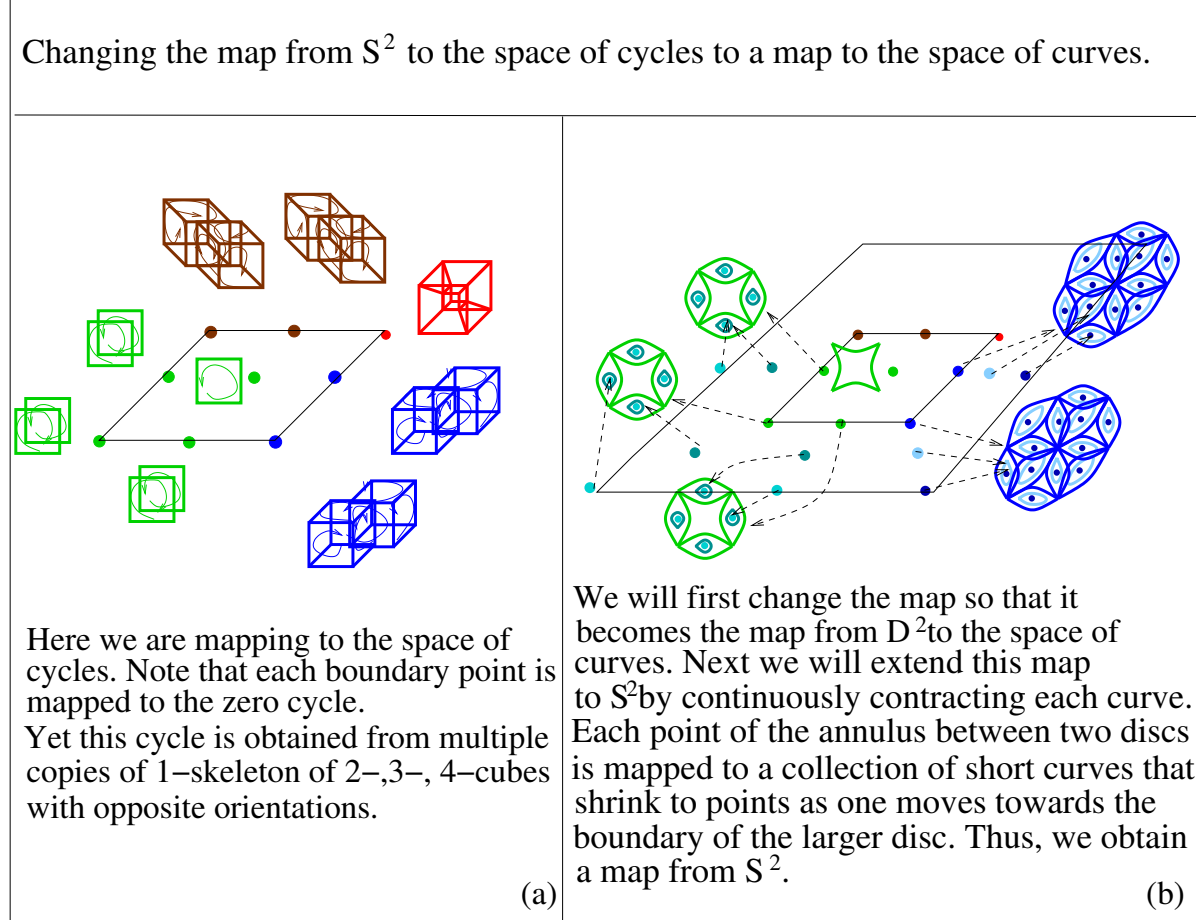 Changing the map from S² to the space of cycles to a map to the space of curves.
Here we are mapping to the space of
cycles. Note that each boundary point is
mapped to the zero cycle.
Yet this cycle is obtained from multiple
copies of 1−skeleton of 2−,3−, 4−cubes
with opposite orientations.
(a)
We will first change the map so that it
becomes the map from D²to the space of
curves. Next we will extend this map
to S²by continuously contracting each curve.
Each point of the annulus between two discs
is mapped to a collection of short curves that
shrink to points as one moves towards the
boundary of the larger disc. Thus, we obtain
a map from S².
(b)